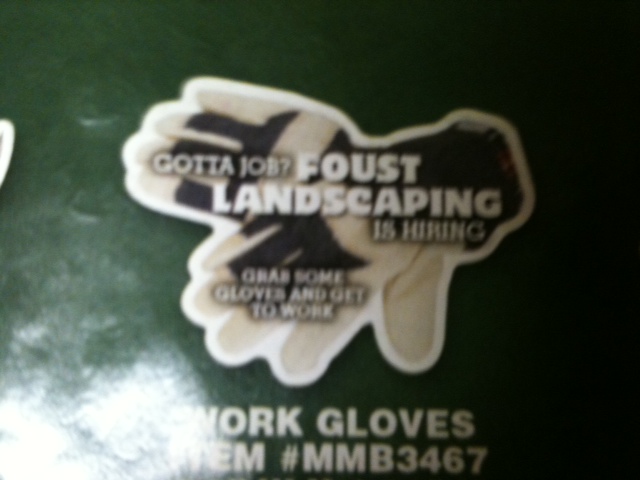 GOTTA JOB? FOUST
LANDSCAPING
IS HIRING
GRAB SOME
GLOVES AND GET
TO WORK
WORK GLOVES
ITEM #MMB3467